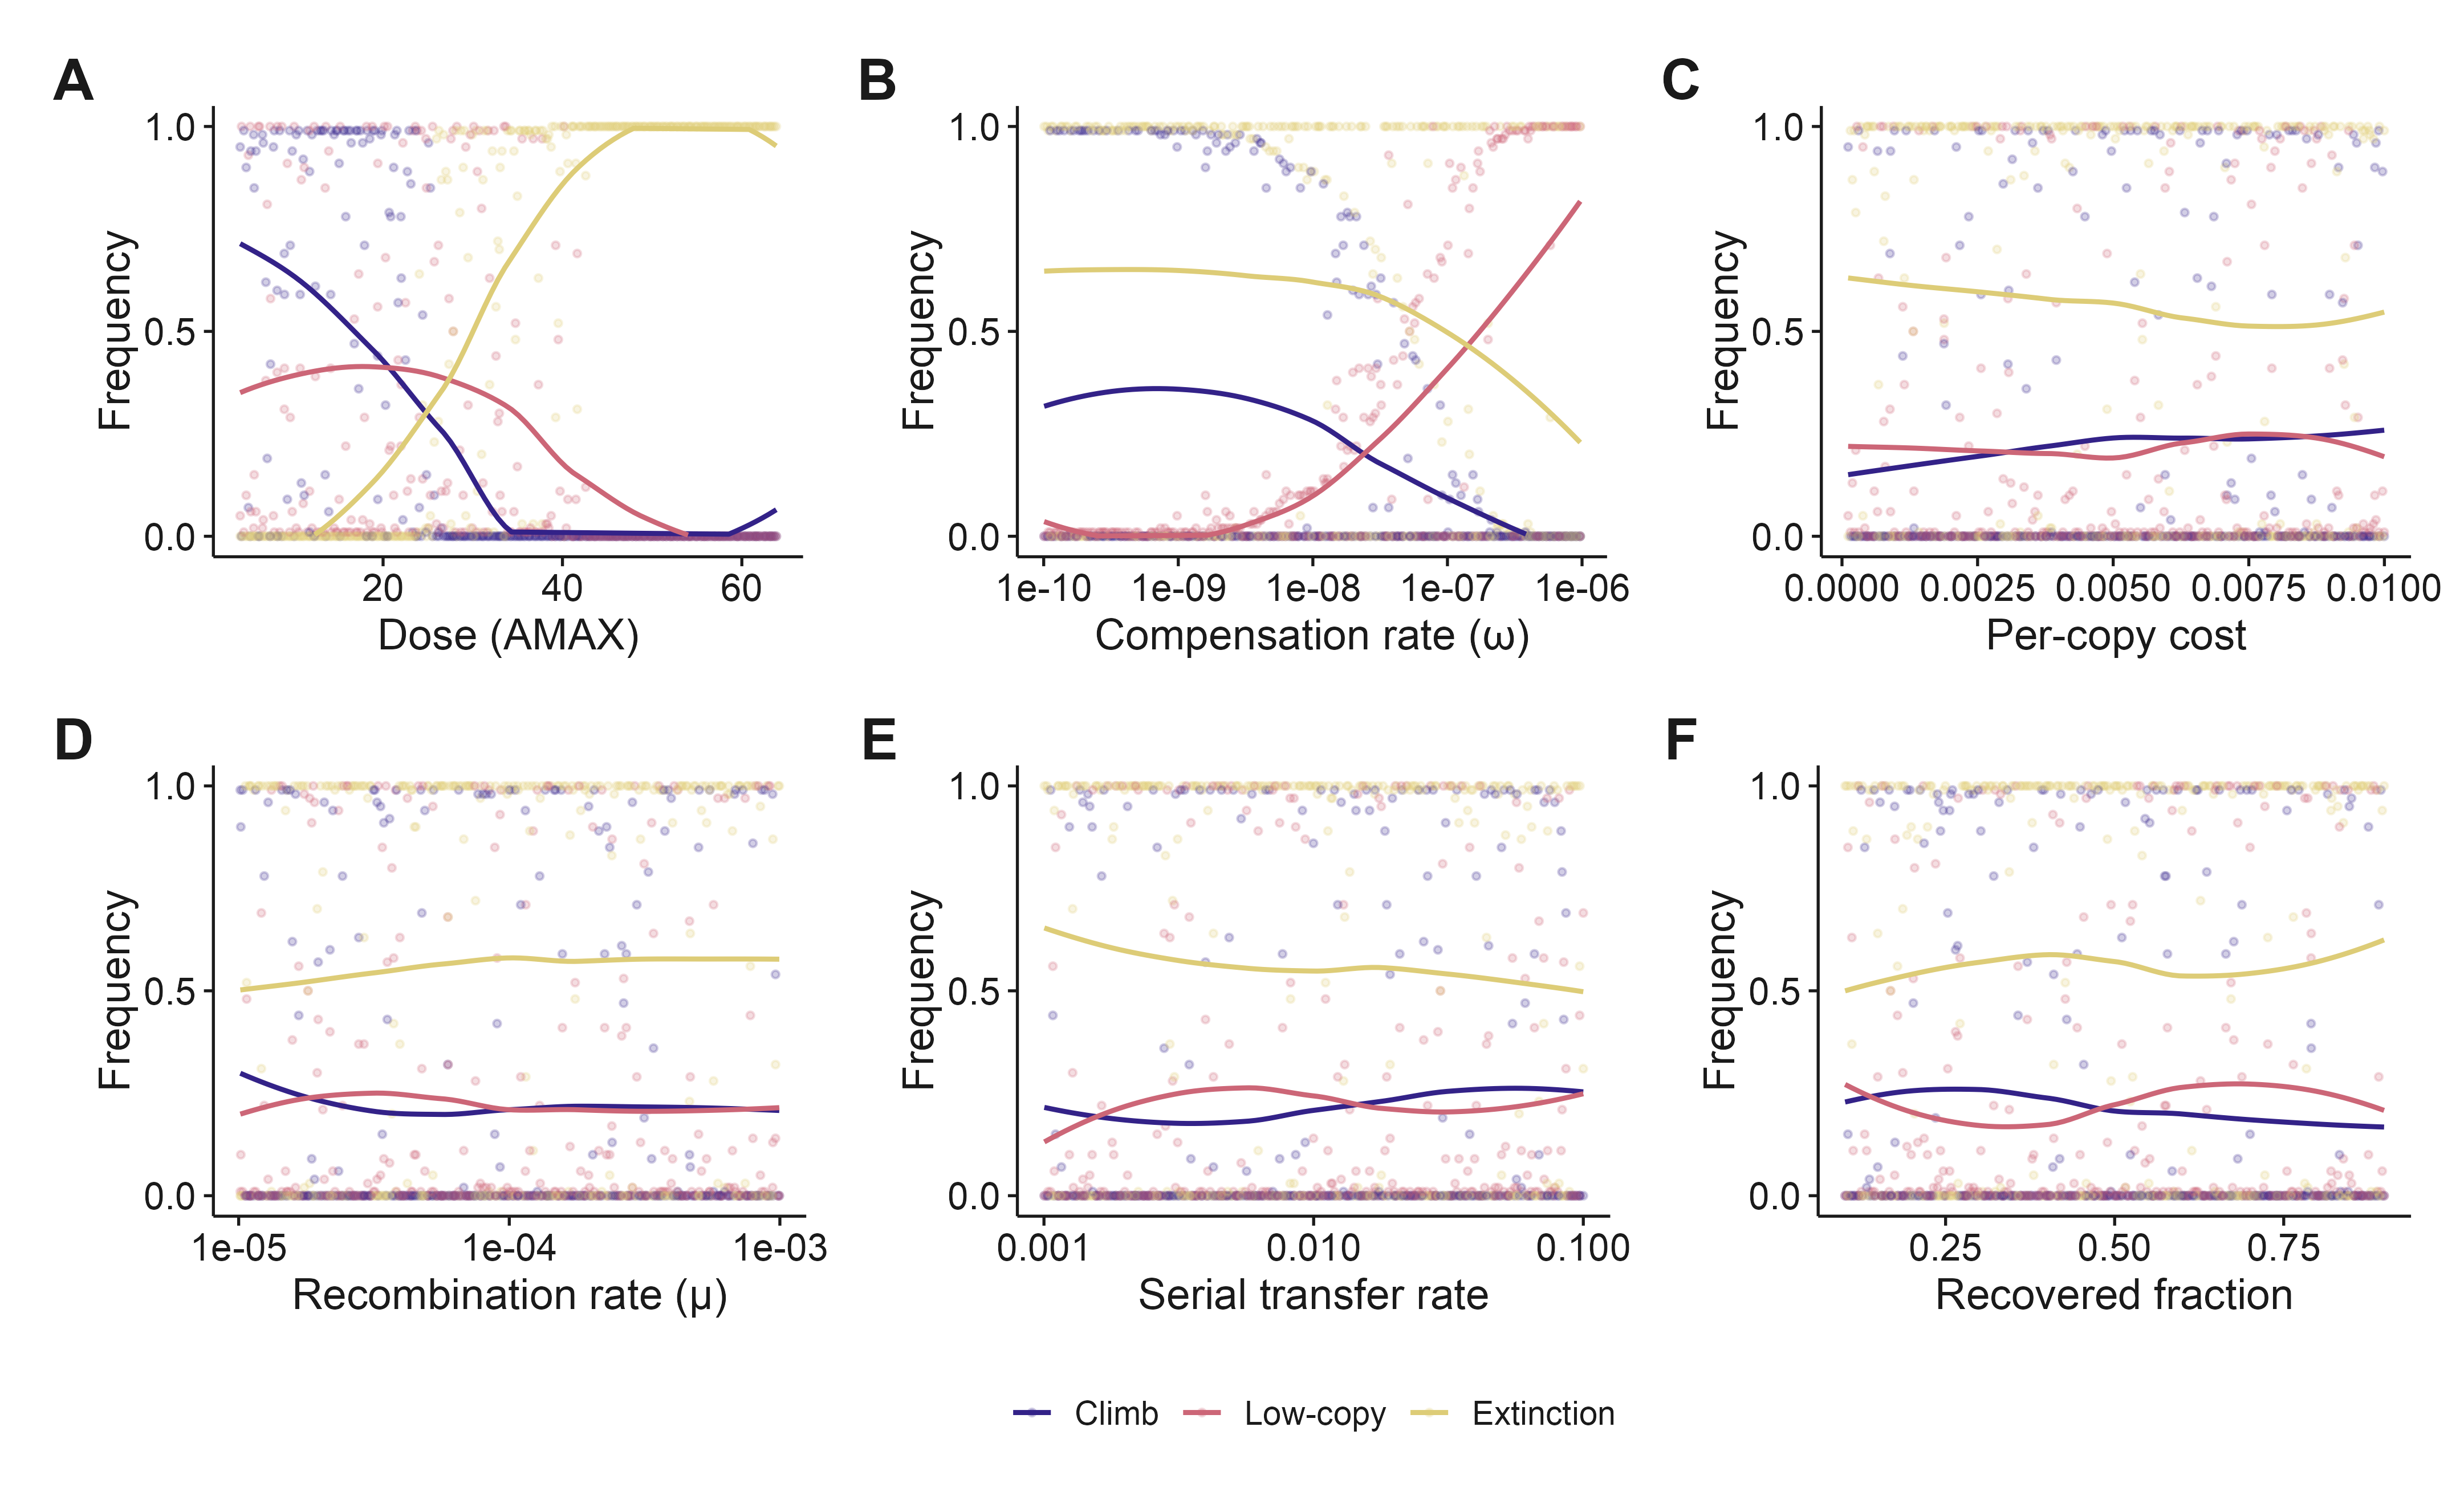 A
B
C
1.0
0.5
0.0
Frequency
20
40
60
Dose (AMAX)
1.0
0.5
0.0
Frequency
1e-10
1e-09
1e-08
1e-07
1e-06
Compensation rate (ω)
1.0
0.5
0.0
Frequency
0.0000
0.0025
0.0050
0.0075
0.0100
Per-copy cost
D
E
F
1.0
0.5
0.0
Frequency
1e-05
1e-04
1e-03
Recombination rate (μ)
1.0
0.5
0.0
Frequency
0.001
0.010
0.100
Serial transfer rate
1.0
0.5
0.0
Frequency
0.25
0.50
0.75
Recovered fraction
Climb
Low-copy
Extinction